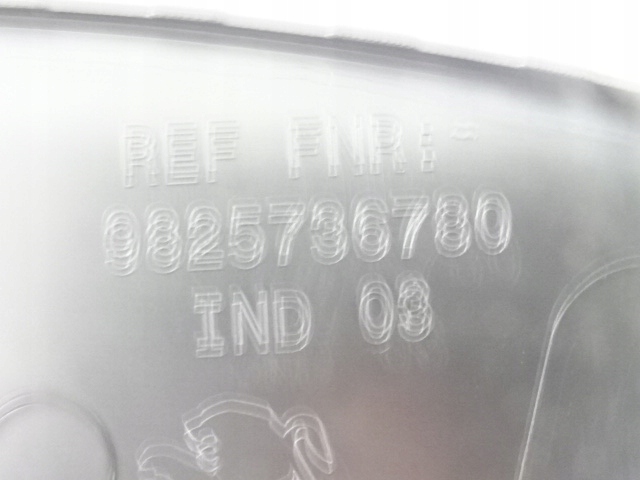 REF FNR:-
9825736780
IND 03